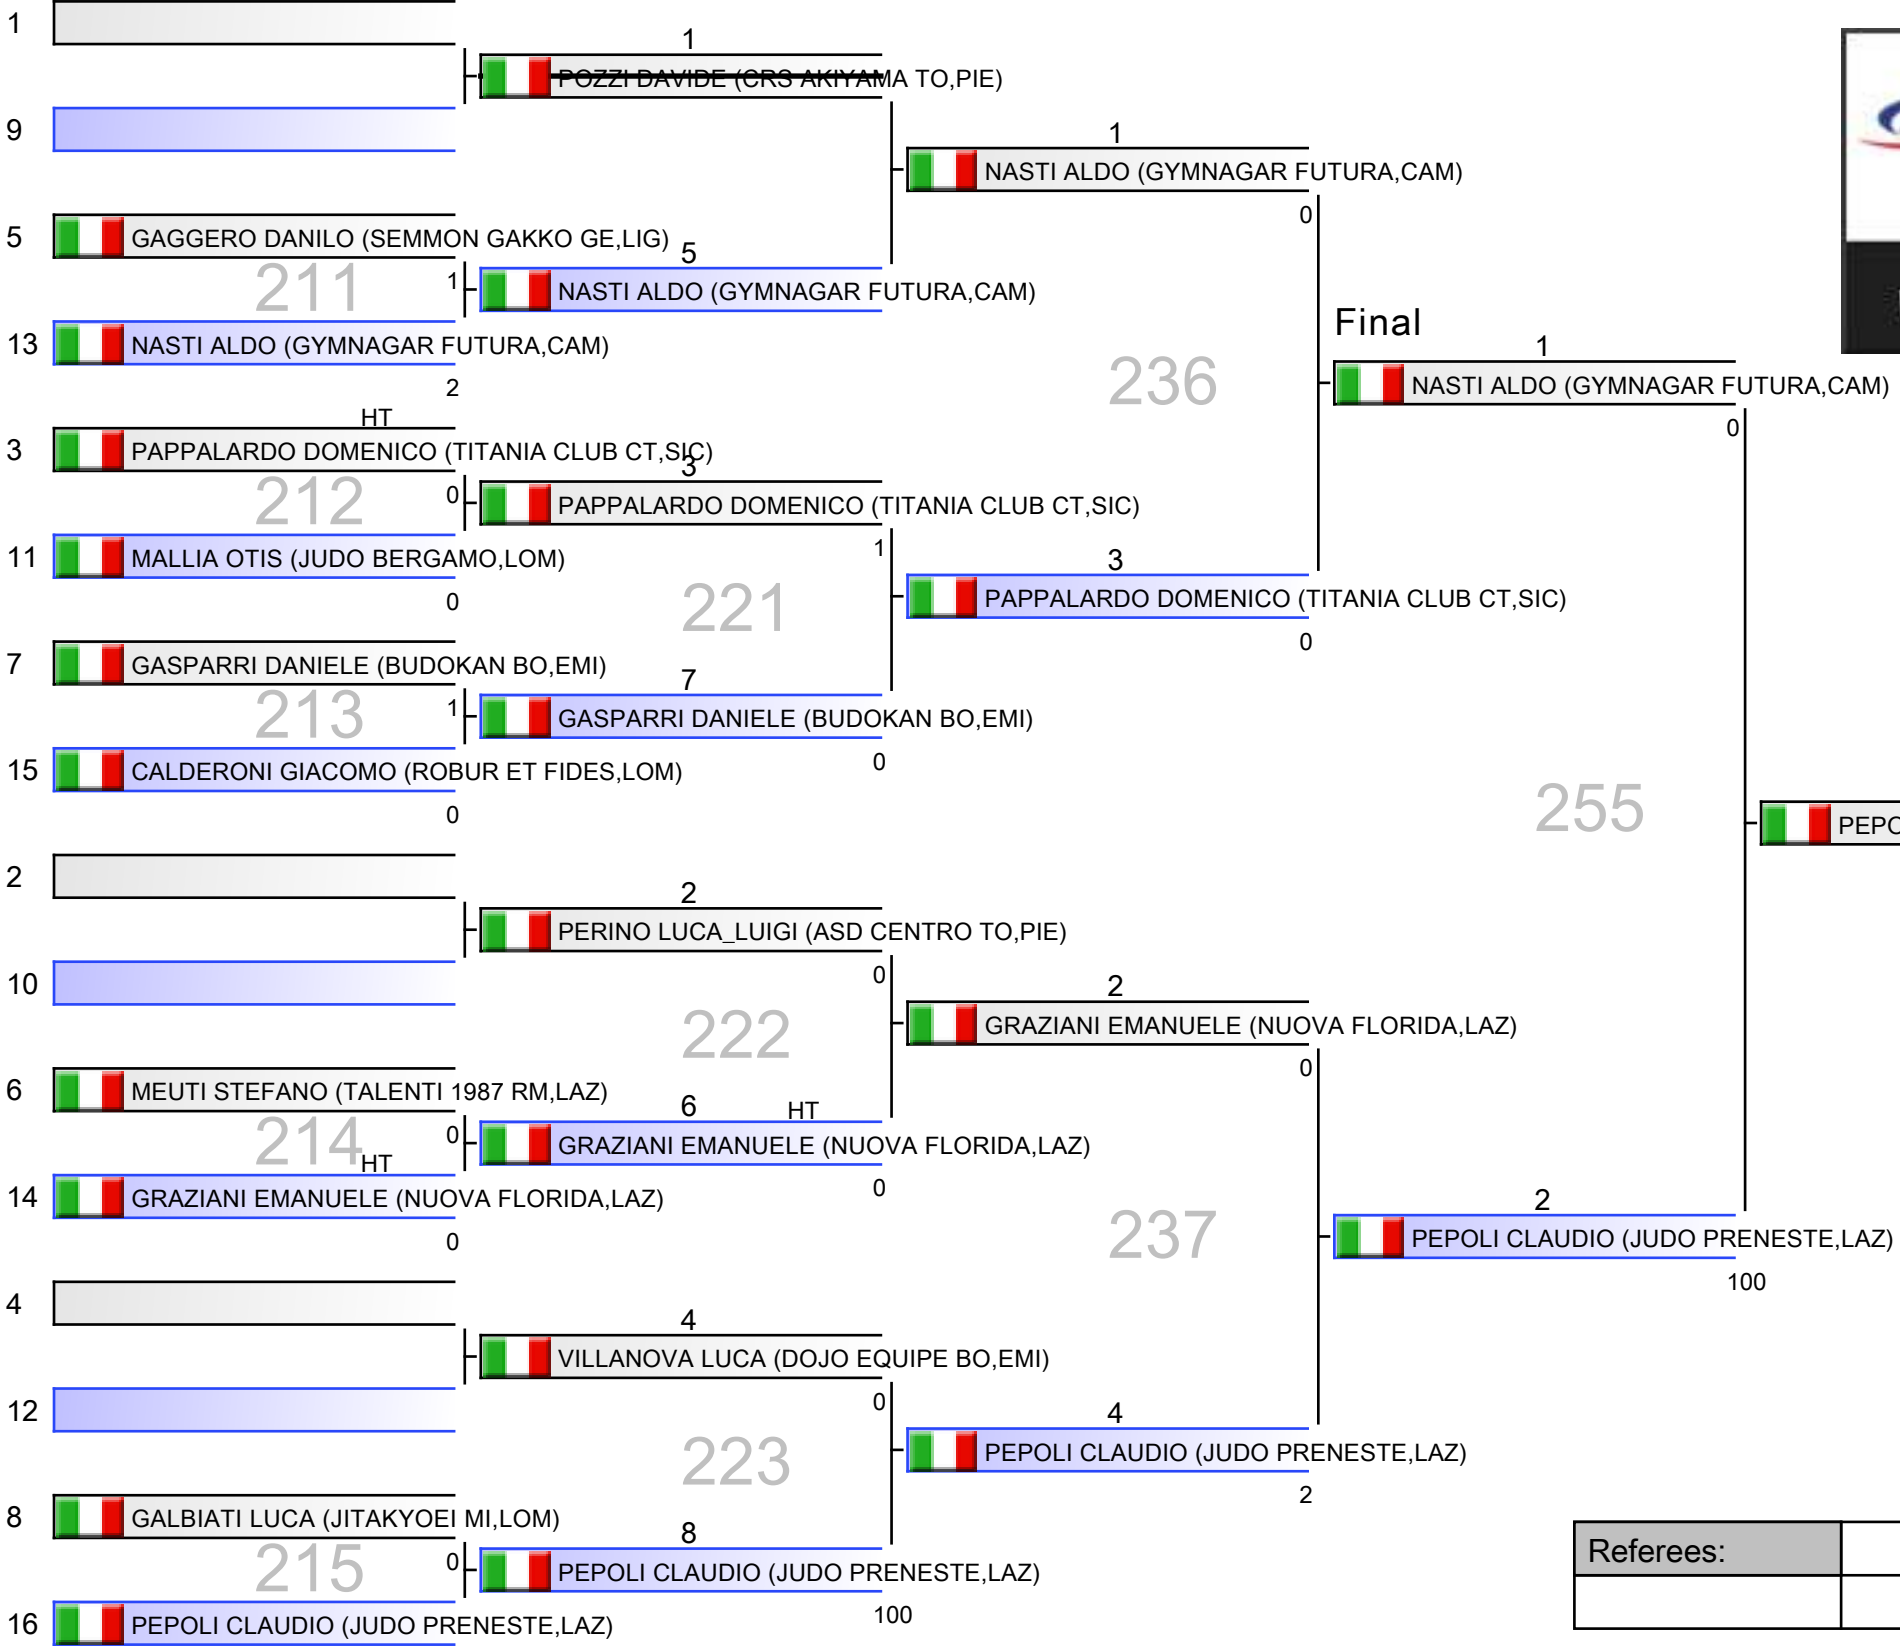 1
1
POZZI DAVIDE (CRS AKIYAMA TO,PIE)
9
1
NASTI ALDO (GYMNAGAR FUTURA,CAM)
0
5
GAGGERO DANILO (SEMMON GAKKO GE,LIG)
211
1
5
NASTI ALDO (GYMNAGAR FUTURA,CAM)
13
NASTI ALDO (GYMNAGAR FUTURA,CAM)
2
Final
1
NASTI ALDO (GYMNAGAR FUTURA,CAM)
0
236
HT
3
PAPPALARDO DOMENICO (TITANIA CLUB CT,SIC)
212
0
3
PAPPALARDO DOMENICO (TITANIA CLUB CT,SIC)
1
11
MALLIA OTIS (JUDO BERGAMO,LOM)
0
221
3
PAPPALARDO DOMENICO (TITANIA CLUB CT,SIC)
0
7
GASPARRI DANIELE (BUDOKAN BO,EMI)
213
1
7
GASPARRI DANIELE (BUDOKAN BO,EMI)
0
15
CALDERONI GIACOMO (ROBUR ET FIDES,LOM)
0
255
PEPO
2
2
PERINO LUCA_LUIGI (ASD CENTRO TO,PIE)
0
10
222
2
GRAZIANI EMANUELE (NUOVA FLORIDA,LAZ)
0
6
MEUTI STEFANO (TALENTI 1987 RM,LAZ)
214
HT
0
6
HT
GRAZIANI EMANUELE (NUOVA FLORIDA,LAZ)
0
14
GRAZIANI EMANUELE (NUOVA FLORIDA,LAZ)
0
237
2
PEPOLI CLAUDIO (JUDO PRENESTE,LAZ)
100
4
4
VILLANOVA LUCA (DOJO EQUIPE BO,EMI)
0
12
223
4
PEPOLI CLAUDIO (JUDO PRENESTE,LAZ)
2
8
GALBIATI LUCA (JITAKYOEI MI,LOM)
215
0
8
PEPOLI CLAUDIO (JUDO PRENESTE,LAZ)
100
16
PEPOLI CLAUDIO (JUDO PRENESTE,LAZ)
Referees: